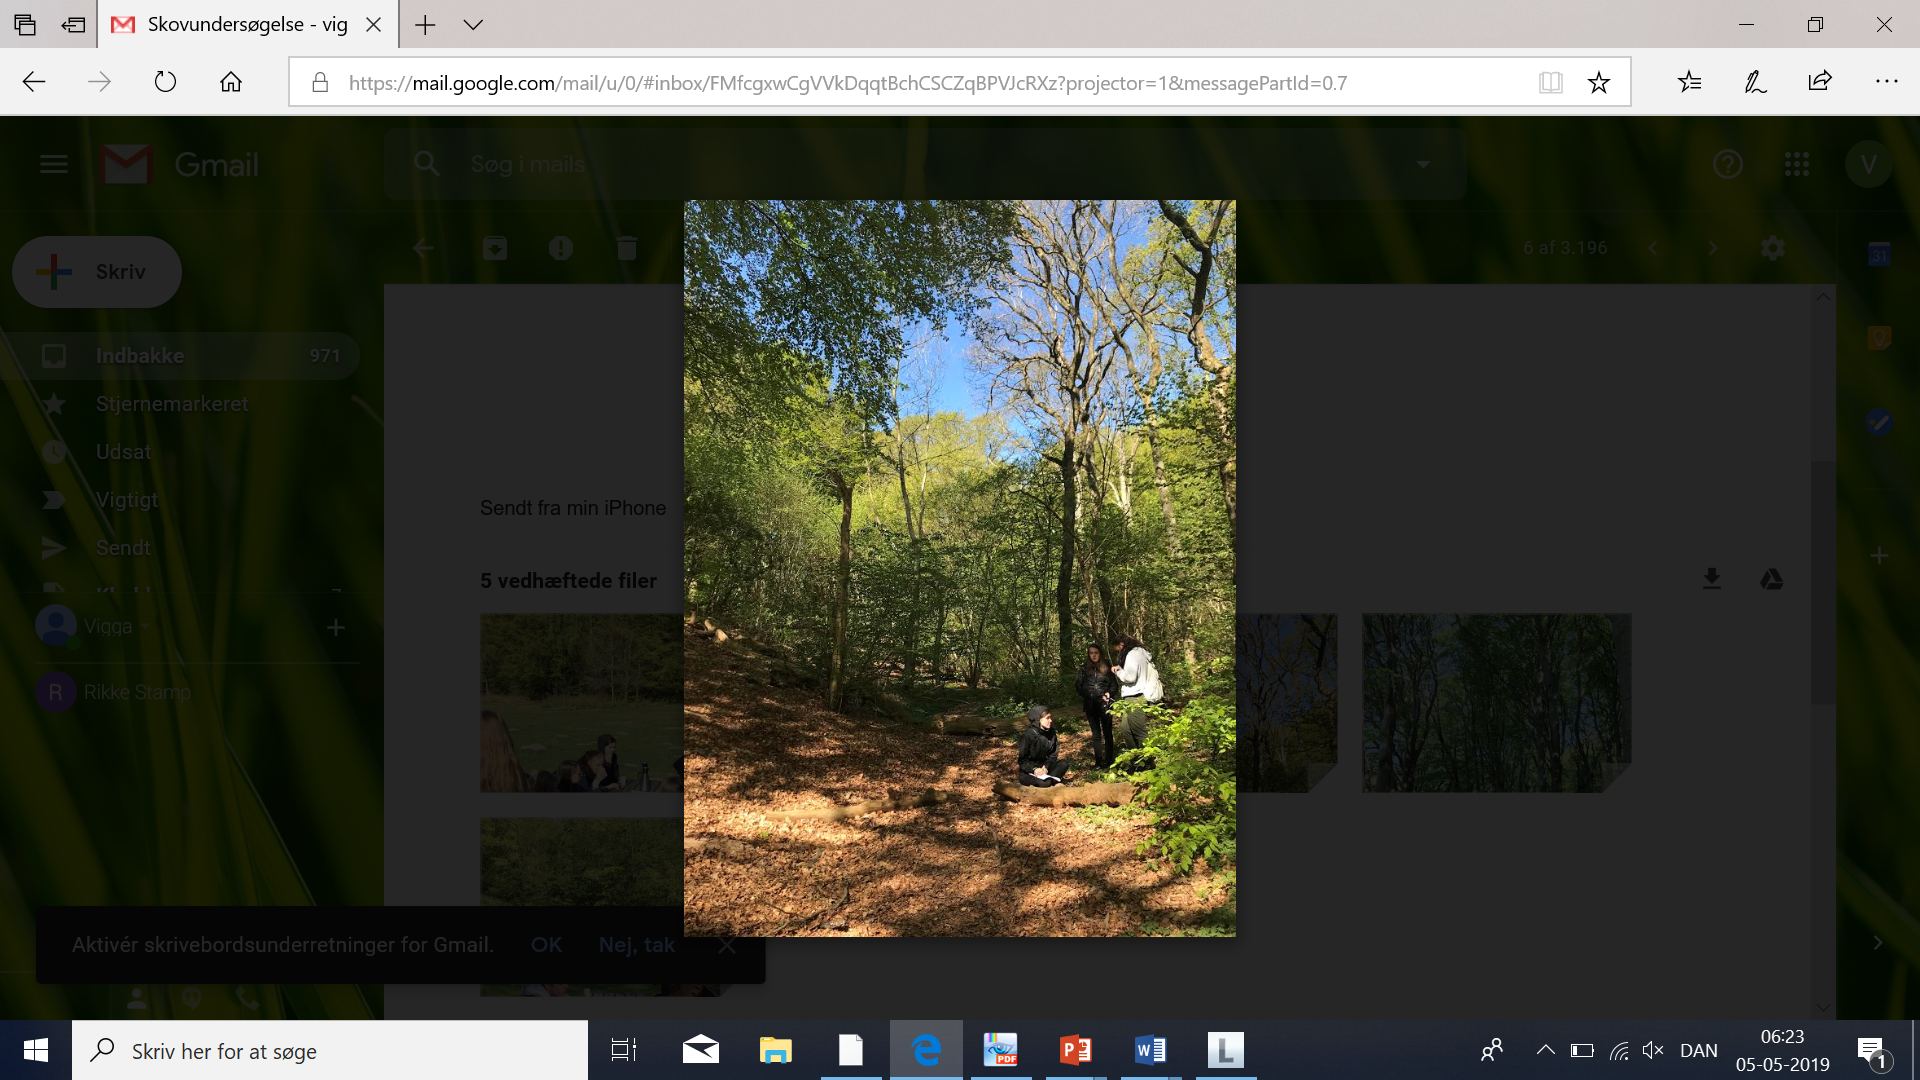 Skovundersøgelse - vig
https://mail.google.com/mail/u/0/#inbox/FMfcgxwCgVVkDqqtBchCSCZqBPVJcRXz?projector=1&messagePartId=0.7
Gmail
Søg i mails
V
Skriv
6 af 3.196
31
Indbakke 971
Stjernemarkeret
Udsat
Vigtigt
Sendt
Sendt fra min iPhone
5 vedhæftede filer
Vigga
R Rikke Stamp
Aktivér skrivebordsunderretninger for Gmail. OK Nej, tak
Skriv her for at søge
PDF
P
W
L
DAN
06:23
05-05-2019
1